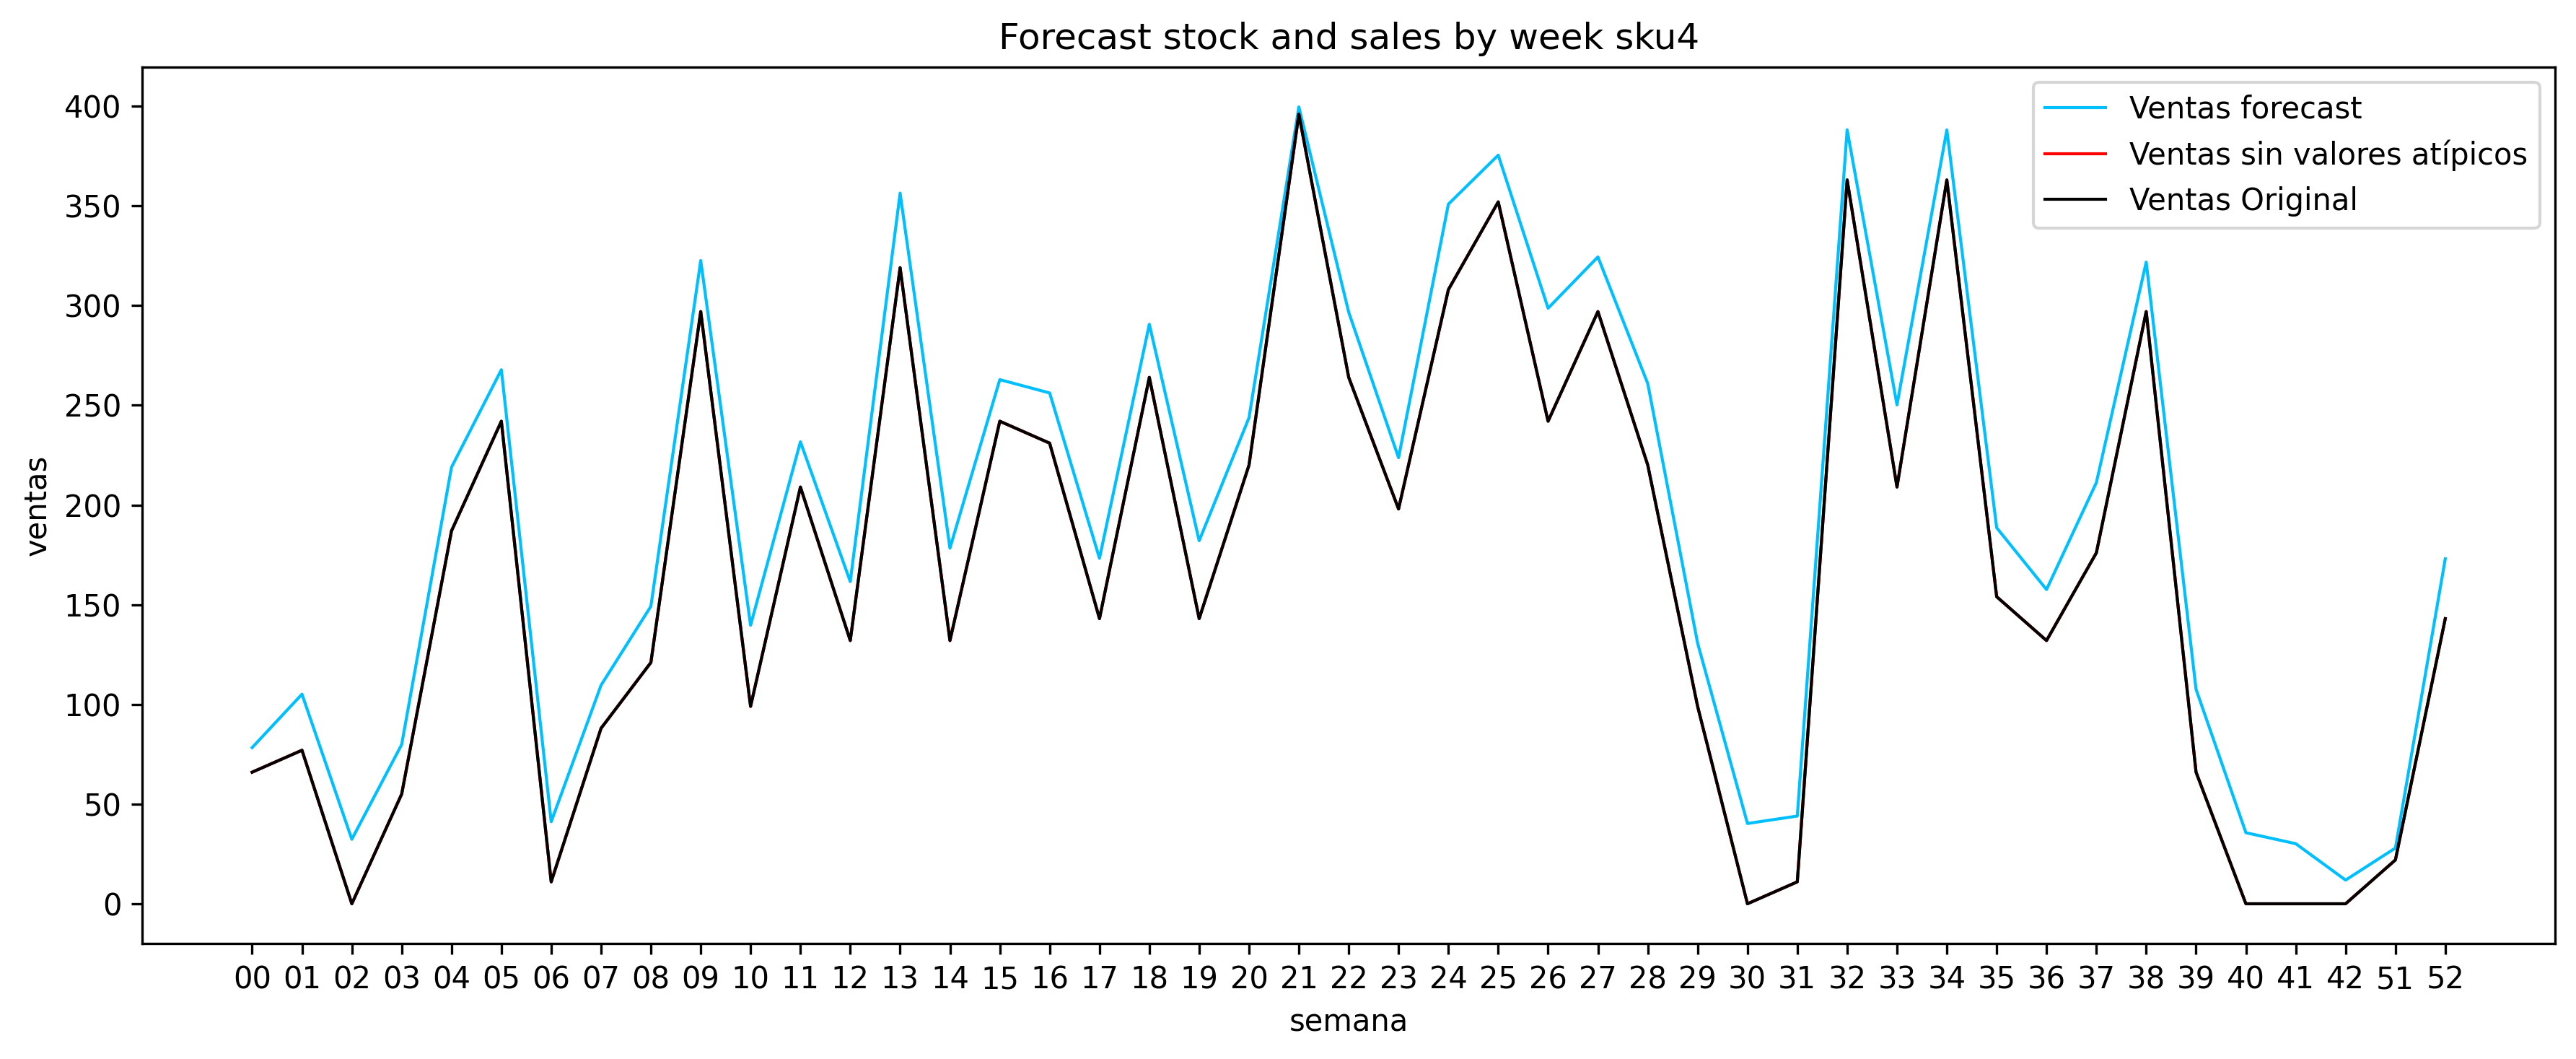 Forecast stock and sales by week sku4
Ventas forecast
Ventas sin valores atípicos
Ventas Original
400
350
300
250
200
150
100
50
0
ventas
00 01 02 03 04 05 06 07 08 09 10 11 12 13 14 15 16 17 18 19 20 21 22 23 24 25 26 27 28 29 30 31 32 33 34 35 36 37 38 39 40 41 42 51 52
semana